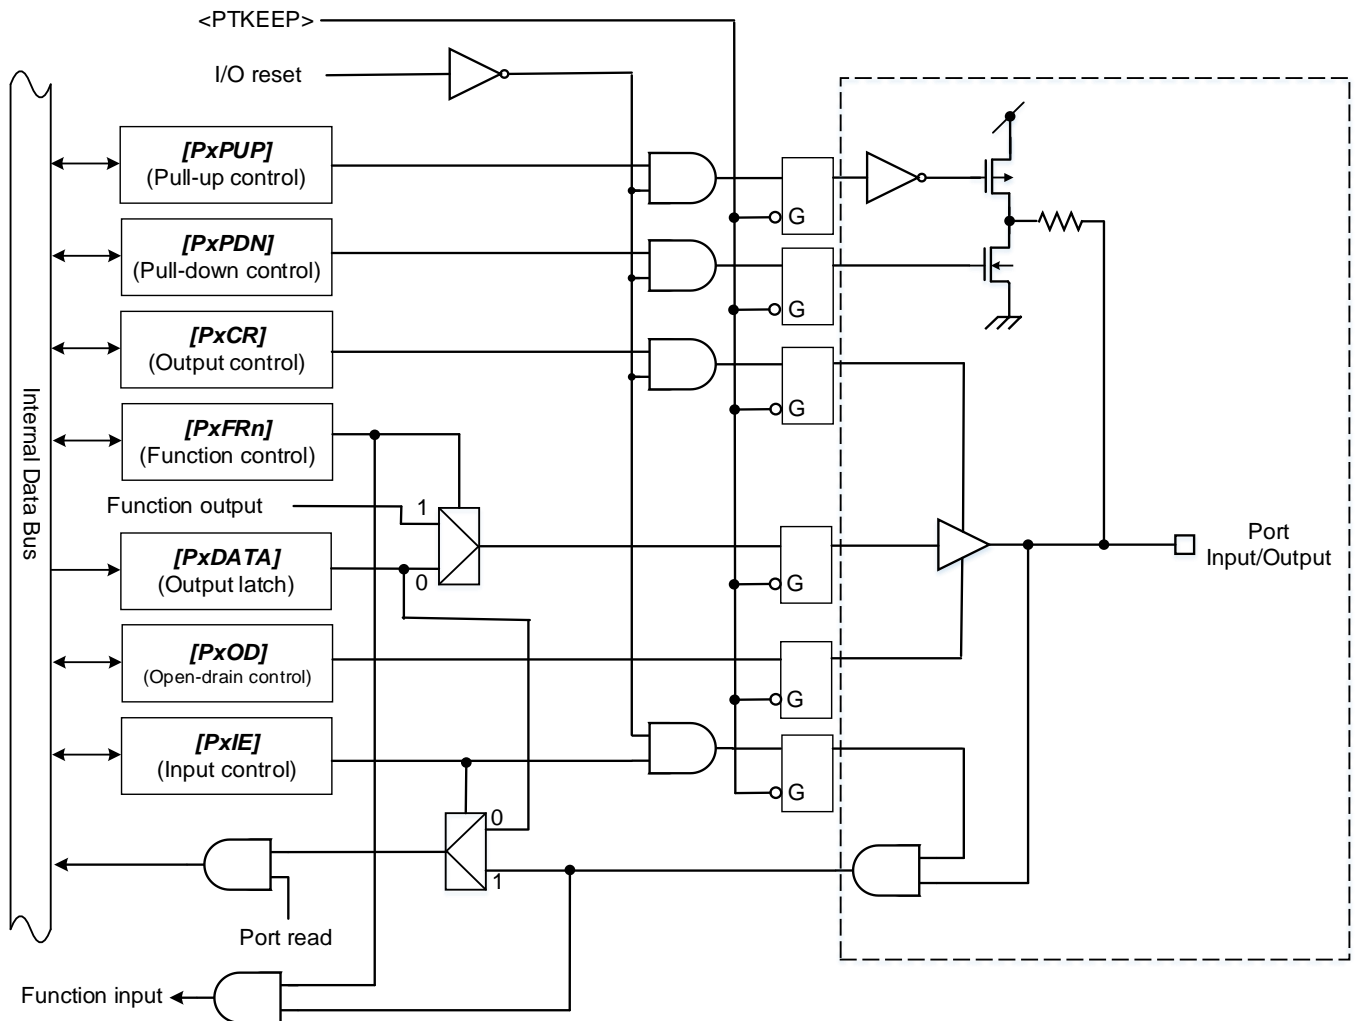 <PTKEEP>
I/O reset
[PxPUP]
(Pull-up control)
G
[PxPDN]
(Pull-down control)
G
[PxCR]
(Output control)
G
Internal Data Bus
[PxFRn]
(Function control)
Function output
1
[PxDATA]
(Output latch)
0
G
Port
Input/Output
[PxOD]
(Open-drain control)
G
[PxIE]
(Input control)
G
0
1
Port read
Function input